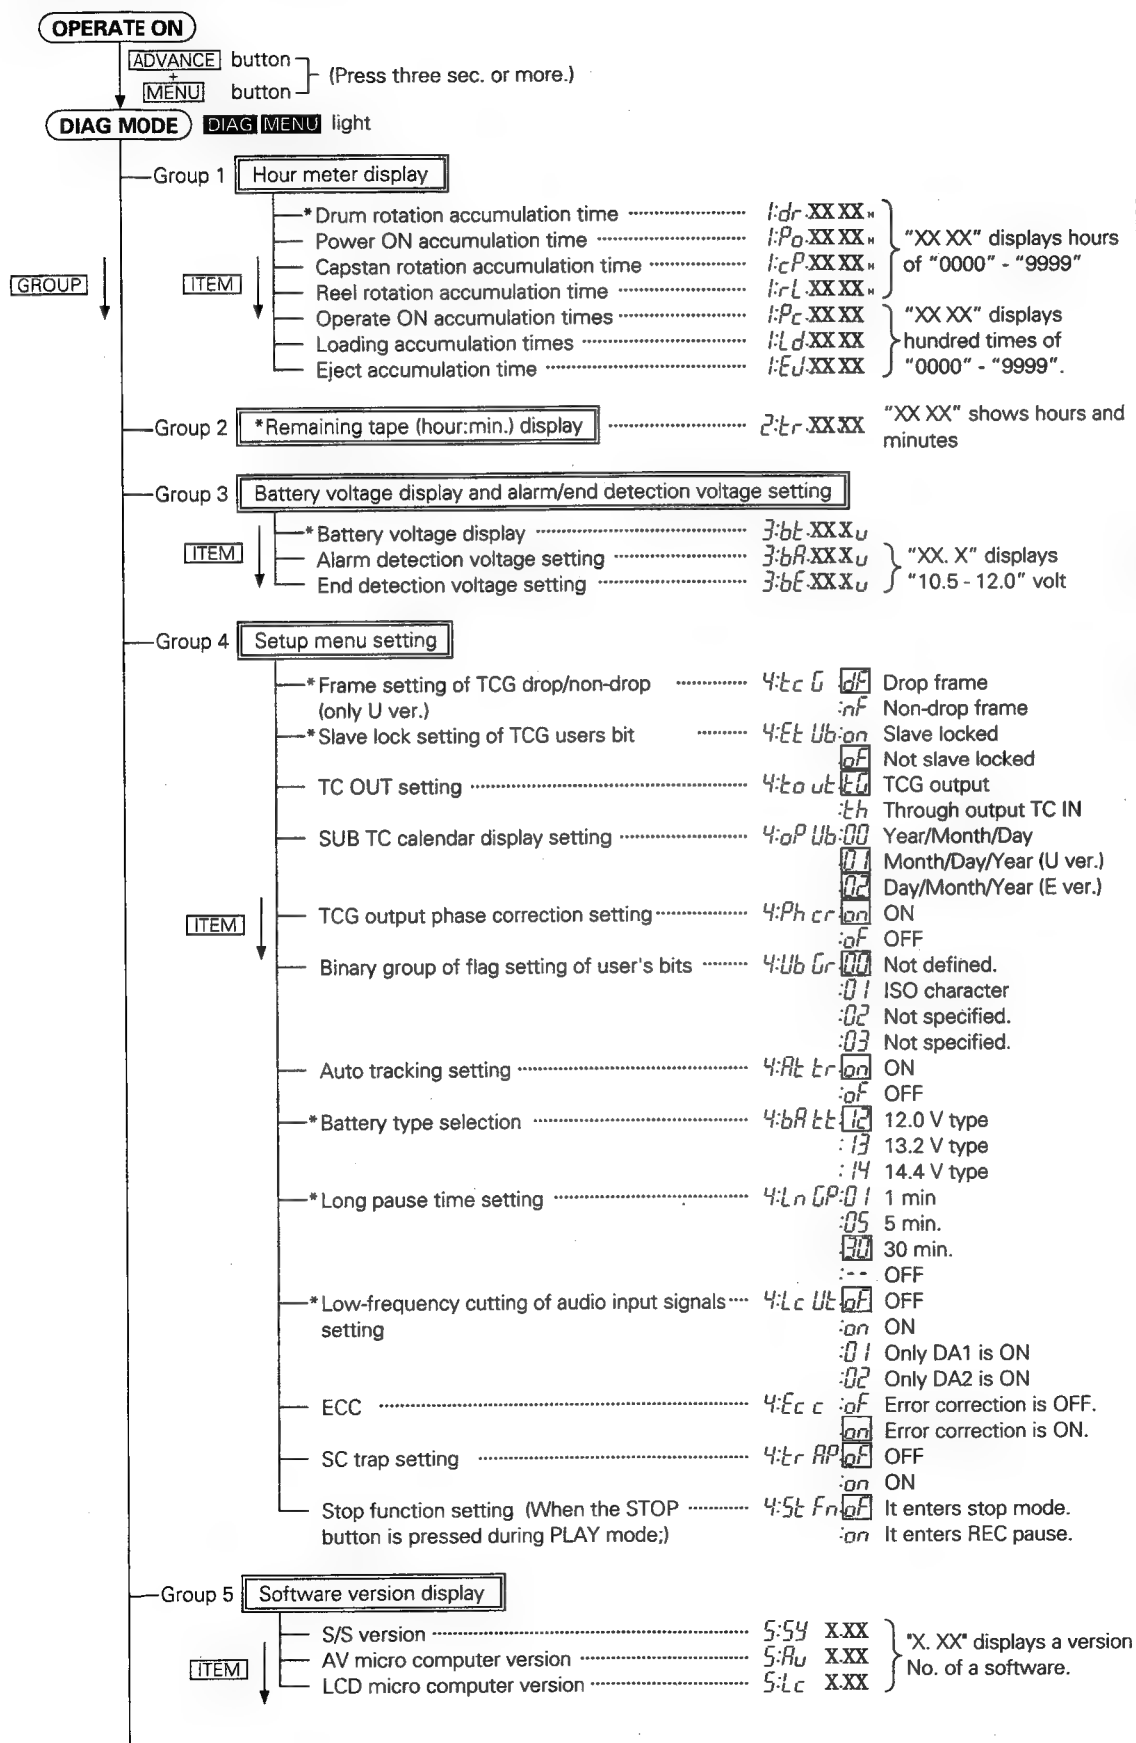 OPERATE ON
ADVANCE button
+
MENU button
(Press three sec. or more.)
DIAG MODE DIAG MENU light
Group 1 Hour meter display
*Drum rotation accumulation time 1:dr.XX XX H
Power ON accumulation time 1:Po.XX XX H
Capstan rotation accumulation time 1:cP.XX XX H
Reel rotation accumulation time 1:rL.XX XX H
"XX XX" displays hours
of "0000" - "9999"
GROUP
ITEM
Operate ON accumulation times 1:Pc.XX XX
Loading accumulation times 1:Ld.XX XX
Eject accumulation time 1:EJ.XX XX
"XX XX" displays
hundred times of
"0000" - "9999".
Group 2 *Remaining tape (hour:min.) display 2:tr.XX XX "XX XX" shows hours and
minutes
Group 3 Battery voltage display and alarm/end detection voltage setting
ITEM
*Battery voltage display 3:bt.XX X u
Alarm detection voltage setting 3:bA.XX X u
End detection voltage setting 3:bE.XX X u
"XX. X" displays
"10.5 - 12.0" volt
Group 4 Setup menu setting
*Frame setting of TCG drop/non-drop 4:tc G dF Drop frame
(only U ver.) :nF Non-drop frame
*Slave lock setting of TCG users bit 4:Et Ub:on Slave locked
oF Not slave locked
TC OUT setting 4:to ut tG TCG output
:th Through output TC IN
SUB TC calendar display setting 4:oP Ub:00 Year/Month/Day
01 Month/Day/Year (U ver.)
02 Day/Month/Year (E ver.)
ITEM
TCG output phase correction setting 4:Ph cr on ON
:oF OFF
Binary group of flag setting of user's bits 4:Ub Gr 00 Not defined.
:01 ISO character
:02 Not specified.
:03 Not specified.
Auto tracking setting 4:At tr on ON
:oF OFF
*Battery type selection 4:bA tt 12 12.0 V type
:13 13.2 V type
:14 14.4 V type
*Long pause time setting 4:Ln GP:01 1 min
:05 5 min.
30 30 min.
:-- OFF
*Low-frequency cutting of audio input signals 4:Lc Ut oF OFF
setting :on ON
:01 Only DA1 is ON
:02 Only DA2 is ON
ECC 4:Ec c :oF Error correction is OFF.
on Error correction is ON.
SC trap setting 4:tr AP oF OFF
:on ON
Stop function setting (When the STOP 4:St Fn oF It enters stop mode.
button is pressed during PLAY mode;) :on It enters REC pause.
Group 5 Software version display
ITEM
S/S version 5:SY X.XX
AV micro computer version 5:Au X.XX
LCD micro computer version 5:Lc X.XX
"X. XX" displays a version
No. of a software.